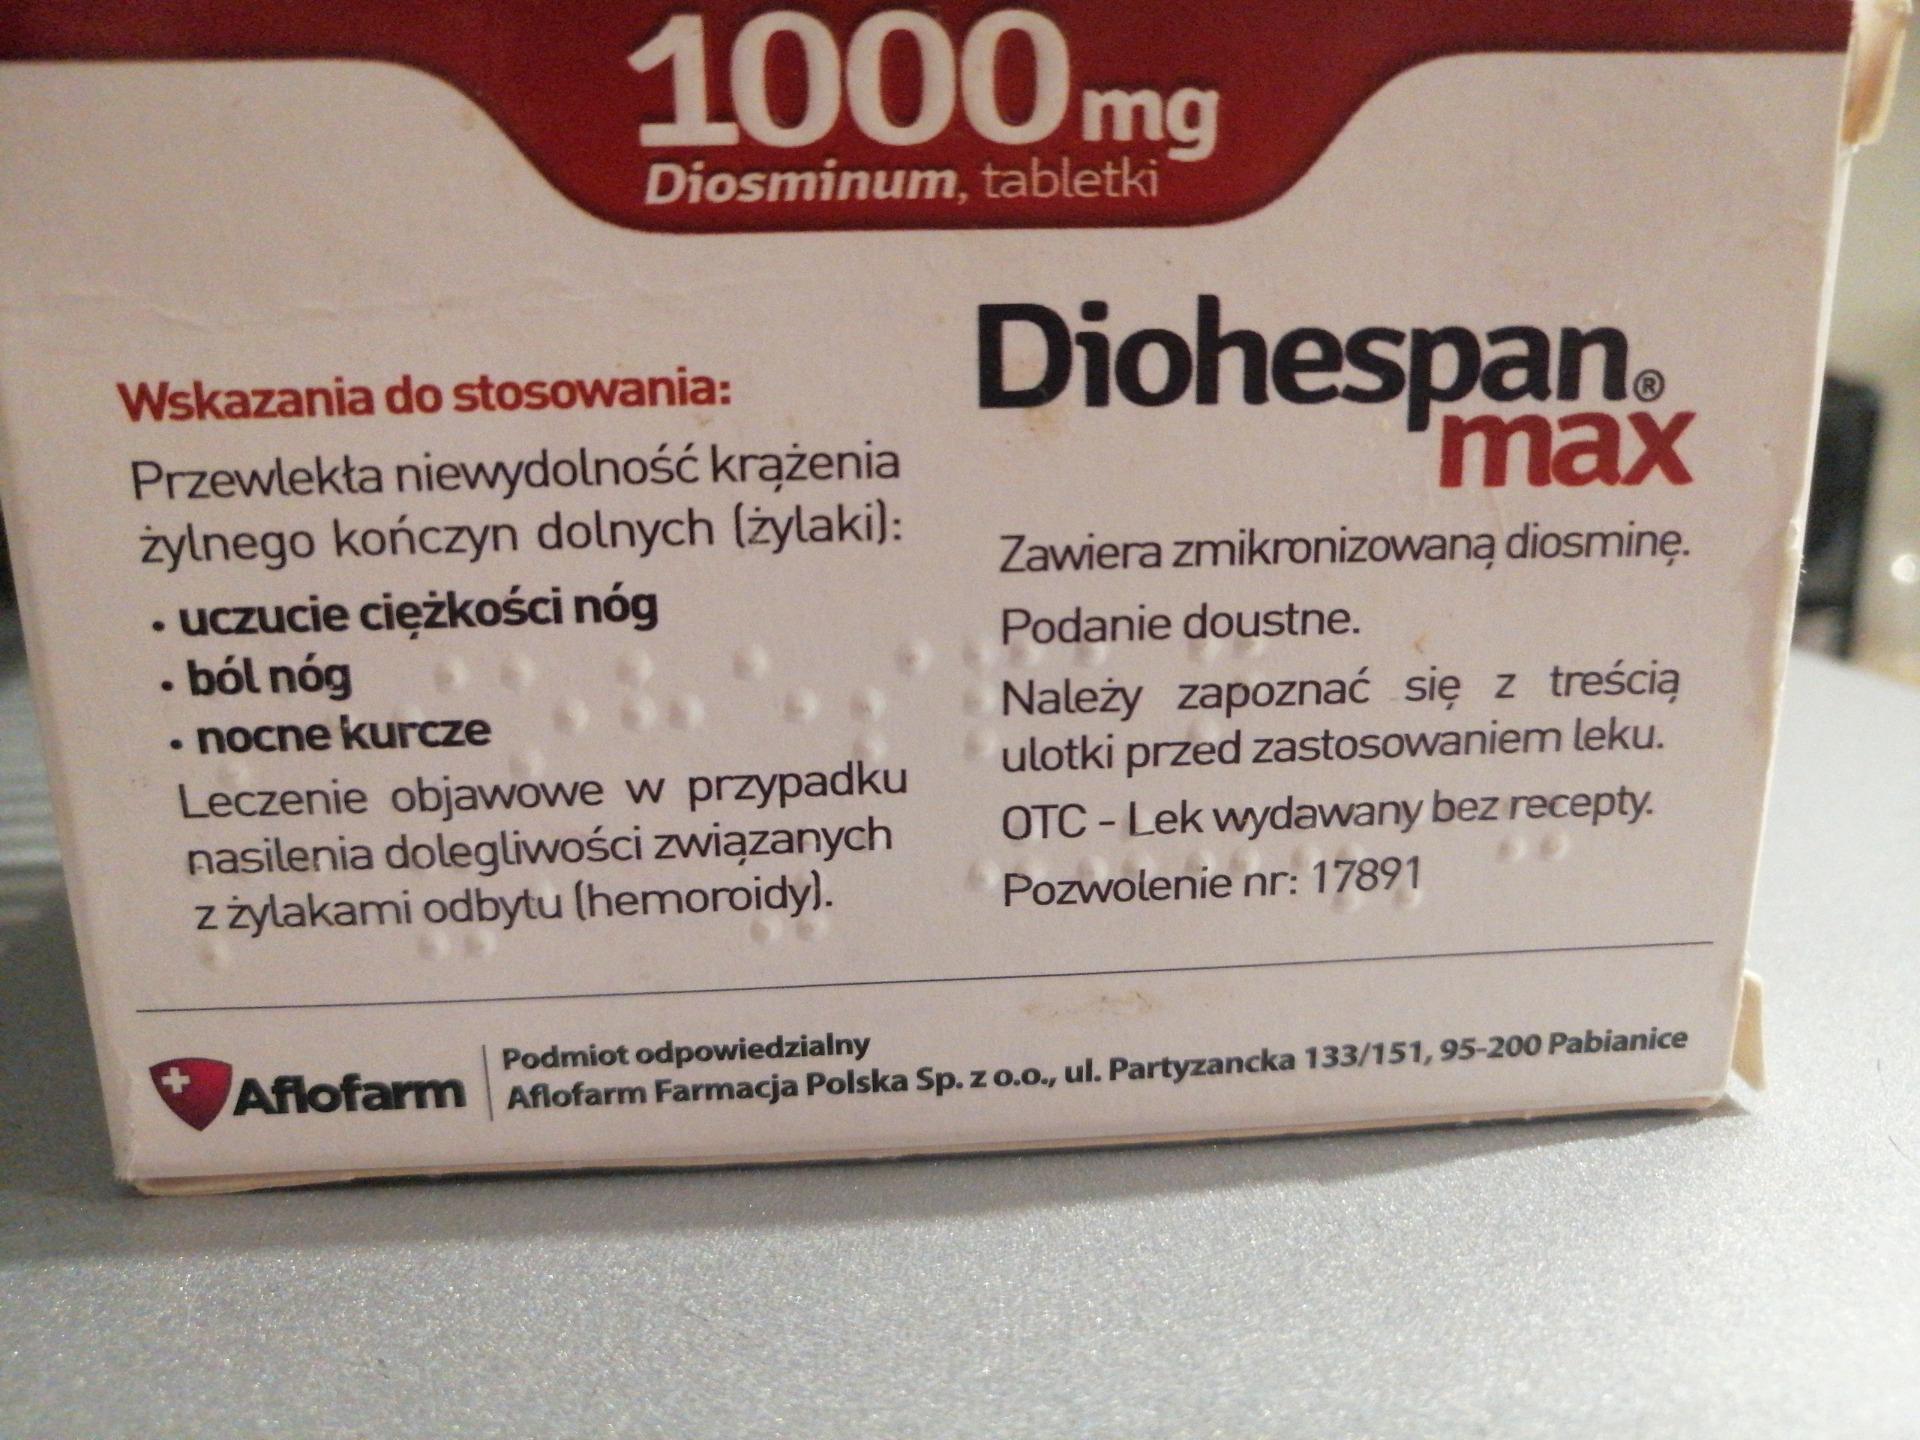 1000 mg
Diosminum, tabletki
Wskazania do stosowania:
Przewlekła niewydolność krążenia
żylnego kończyn dolnych (żylaki):
• uczucie ciężkości nóg
• ból nóg
• nocne kurcze
Leczenie objawowe w przypadku
nasilenia dolegliwości związanych
z żylakami odbytu (hemoroidy).
Diohespan®
max
Zawiera zmikronizowaną diosminę.
Podanie doustne.
Należy zapoznać się z treścią
ulotki przed zastosowaniem leku.
OTC - Lek wydawany bez recepty.
Pozwolenie nr: 17891
Aflofarm
Podmiot odpowiedzialny
Aflofarm Farmacja Polska Sp. z o.o., ul. Partyzancka 133/151, 95-200 Pabianice